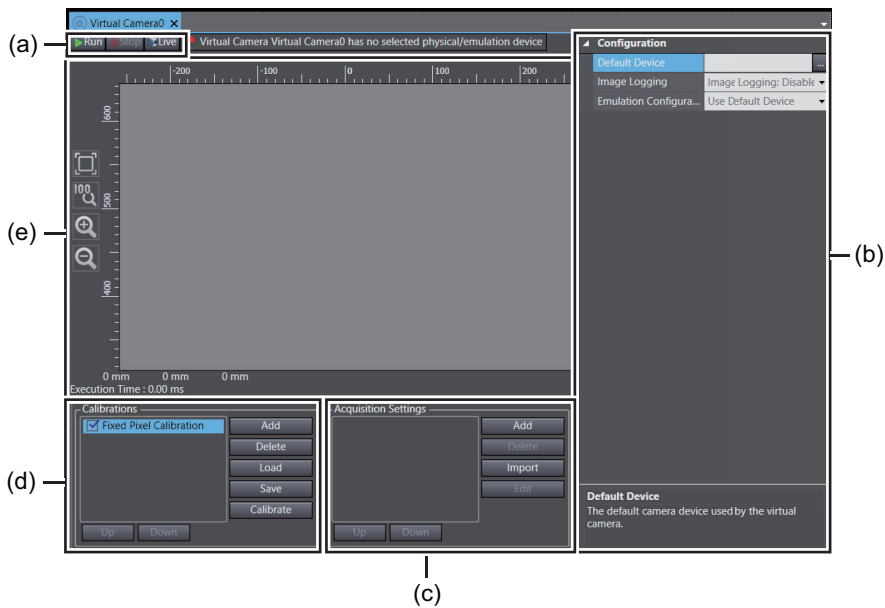 Virtual Camera0
(a)
Run Stop Live Virtual Camera Virtual Camera0 has no selected physical/emulation device
Configuration
Default Device ...
Image Logging Image Logging: Disable
Emulation Configura... Use Default Device
-200 -100 0 100 200
600
100
500
(e)
(b)
400
0 mm 0 mm 0 mm
Execution Time : 0.00 ms
Calibrations
Fixed Pixel Calibration
Add
Delete
Load
Save
Calibrate
Up Down
(d)
Acquisition Settings
Add
Delete
Import
Edit
Up Down
(c)
Default Device
The default camera device used by the virtual
camera.